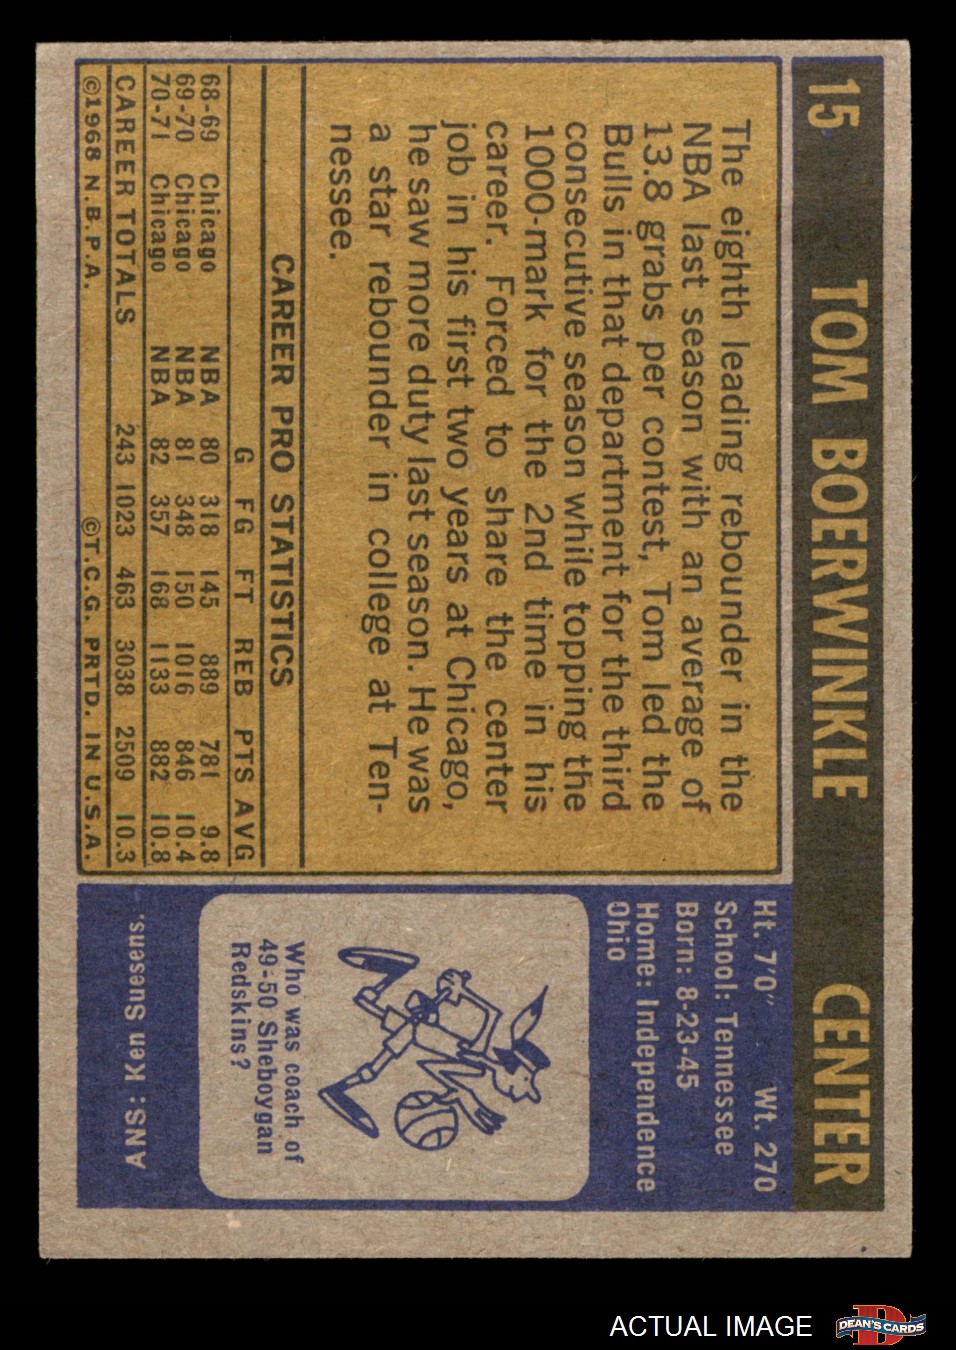 15 TOM BOERWINKLE CENTER
The eighth leading rebounder in the
NBA last season with an average of
13.8 grabs per contest, Tom led the
Bulls in that department for the third
consecutive season while topping the
1000-mark for the 2nd time in his
career. Forced to share the center
job in his first two years at Chicago,
he saw more duty last season. He was
a star rebounder in college at Ten-
nessee.
CAREER PRO STATISTICS
G FG FT REB PTS AVG
68-69 Chicago NBA 80 318 145 889 781 9.8
69-70 Chicago NBA 81 348 150 1016 846 10.4
70-71 Chicago NBA 82 357 168 1133 882 10.8
CAREER TOTALS 243 1023 463 3038 2509 10.3
©1968 N.B.P.A. ©T.C.G. PRTD. IN U.S.A.
Ht. 7'0" Wt. 270
School: Tennessee
Born: 8-23-45
Home: Independence
Ohio
Who was coach of
49-50 Sheboygan
Redskins?
ANS: Ken Suesens.
ACTUAL IMAGE
D
DEAN'S CARDS